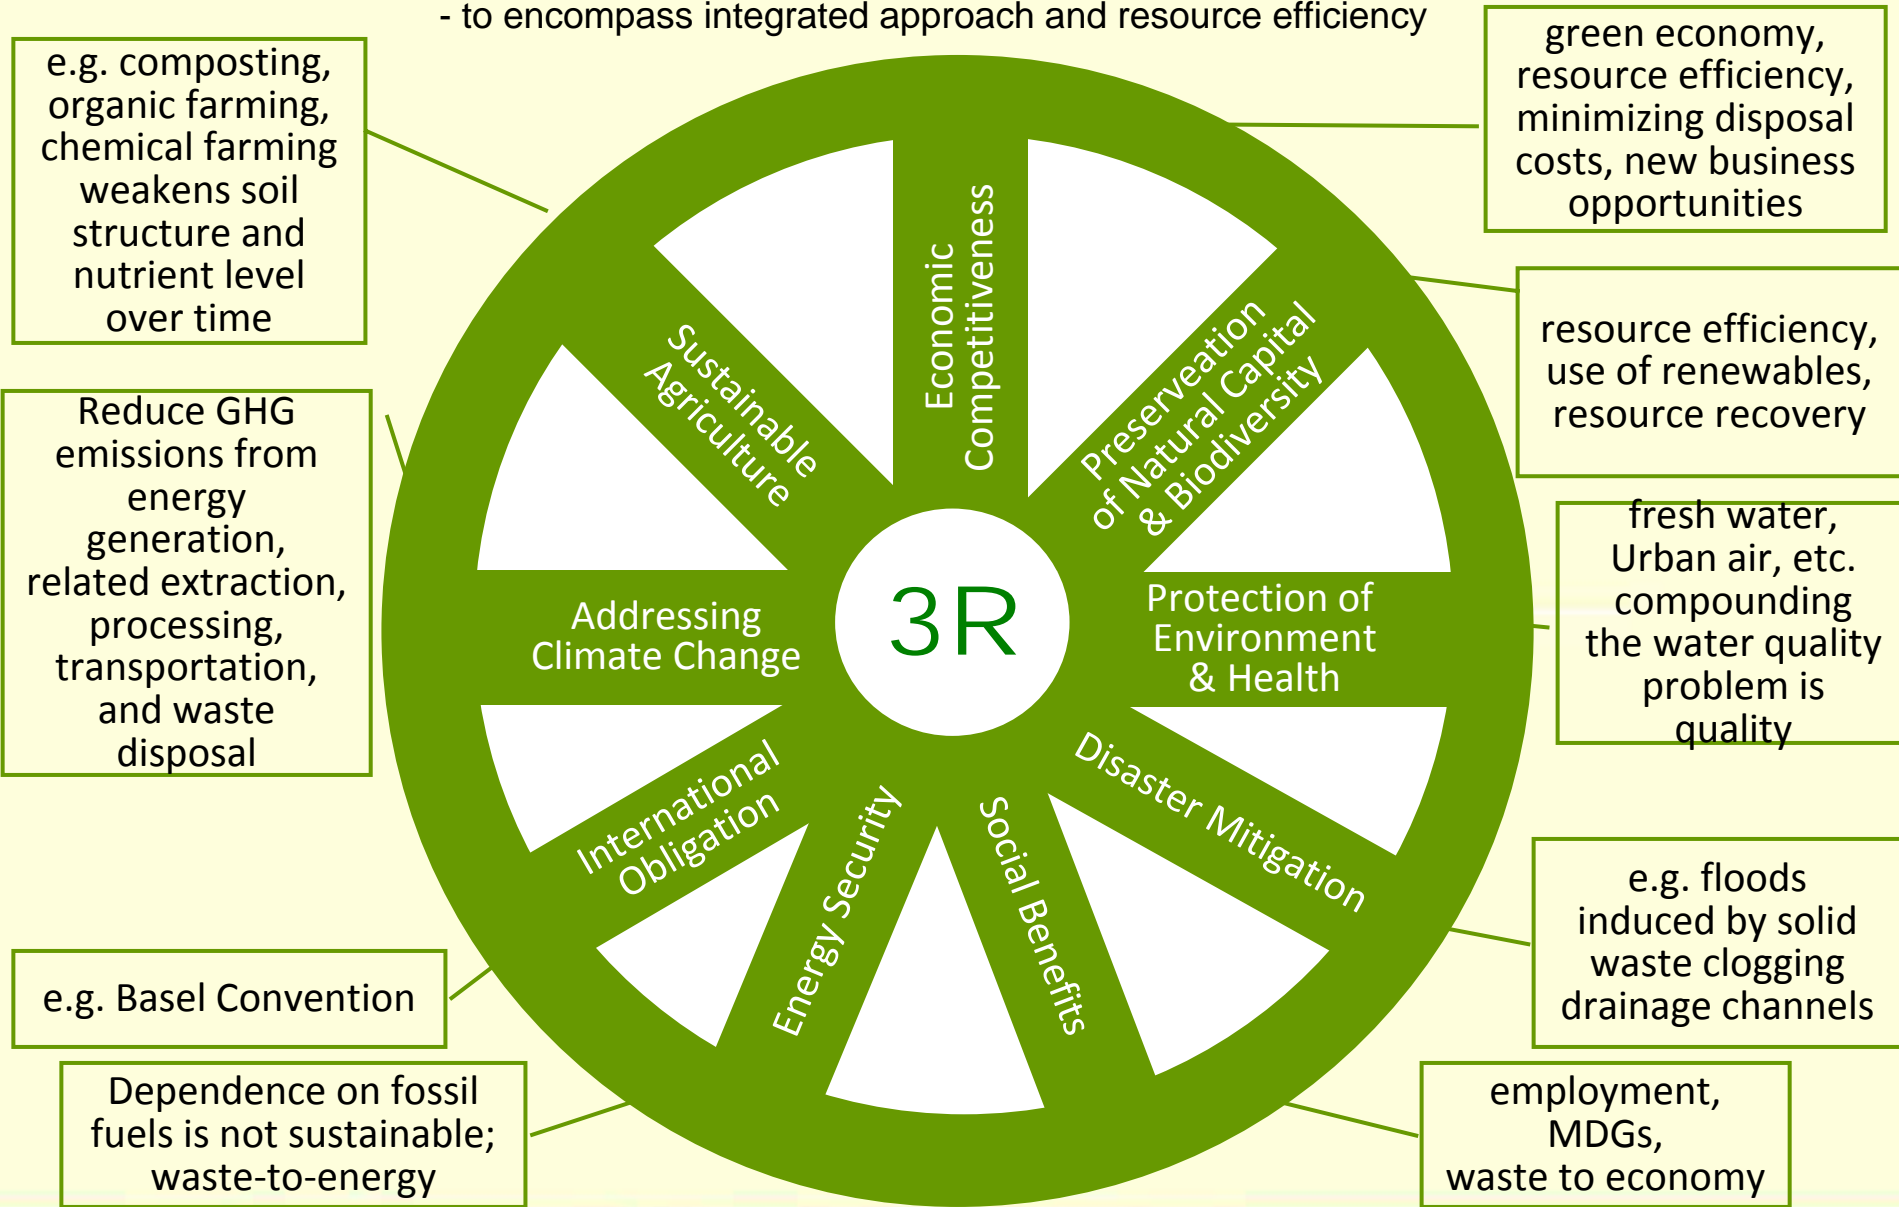 - to encompass integrated approach and resource efficiency
e.g. composting,
organic farming,
chemical farming
weakens soil
structure and
nutrient level
over time
green economy,
resource efficiency,
minimizing disposal
costs, new business
opportunities
resource efficiency,
use of renewables,
resource recovery
Reduce GHG
emissions from
energy
generation,
related extraction,
processing,
transportation,
and waste
disposal
fresh water,
Urban air, etc.
compounding
the water quality
problem is
quality
e.g. floods
induced by solid
waste clogging
drainage channels
e.g. Basel Convention
Dependence on fossil
fuels is not sustainable;
waste-to-energy
employment,
MDGs,
waste to economy
Economic
Competitiveness
Preserveation
of Natural Capital
& Biodiversity
Protection of
Environment
& Health
Disaster Mitigation
Social Benefits
Energy Security
International
Obligation
Addressing
Climate Change
Sustainable
Agriculture
3R